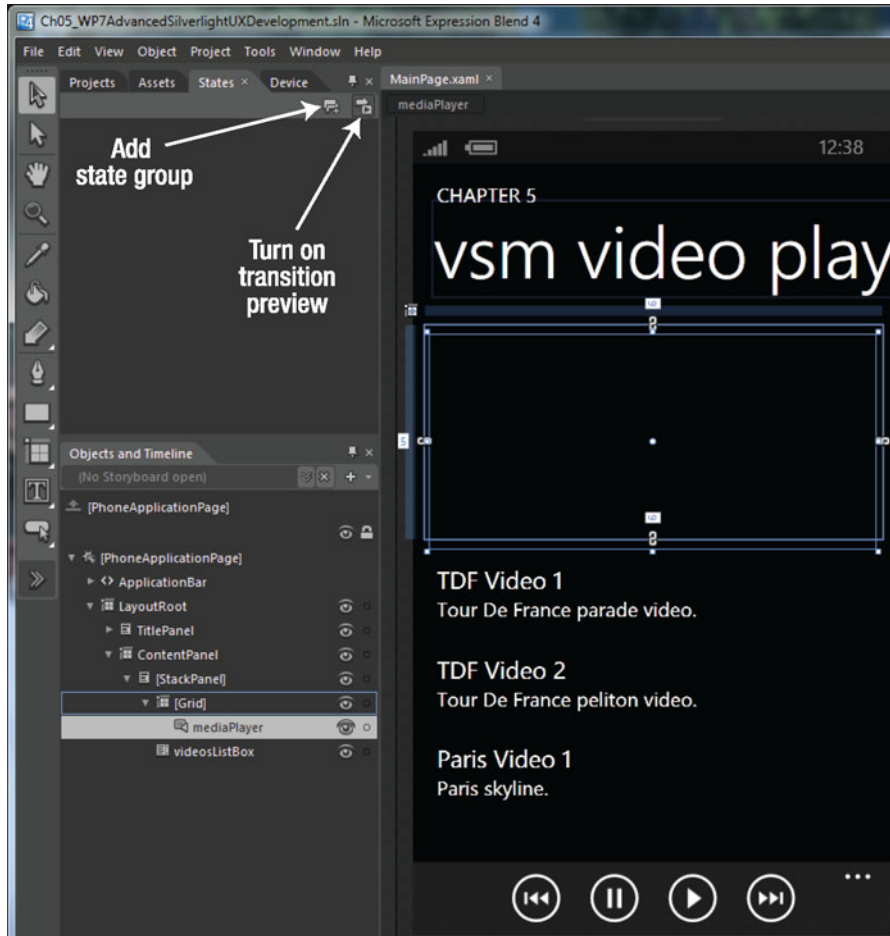 Ch05_WP7AdvancedSilverlightUXDevelopment.sln - Microsoft Expression Blend 4
File Edit View Object Project Tools Window Help
Projects Assets States × Device
MainPage.xaml ×
mediaPlayer
Add
state group
Turn on
transition
preview
12:38
CHAPTER 5
vsm video play
Objects and Timeline
(No Storyboard open)
[PhoneApplicationPage]
[PhoneApplicationPage]
ApplicationBar
LayoutRoot
TitlePanel
ContentPanel
[StackPanel]
[Grid]
mediaPlayer
videosListBox
TDF Video 1
Tour De France parade video.
TDF Video 2
Tour De France peliton video.
Paris Video 1
Paris skyline.